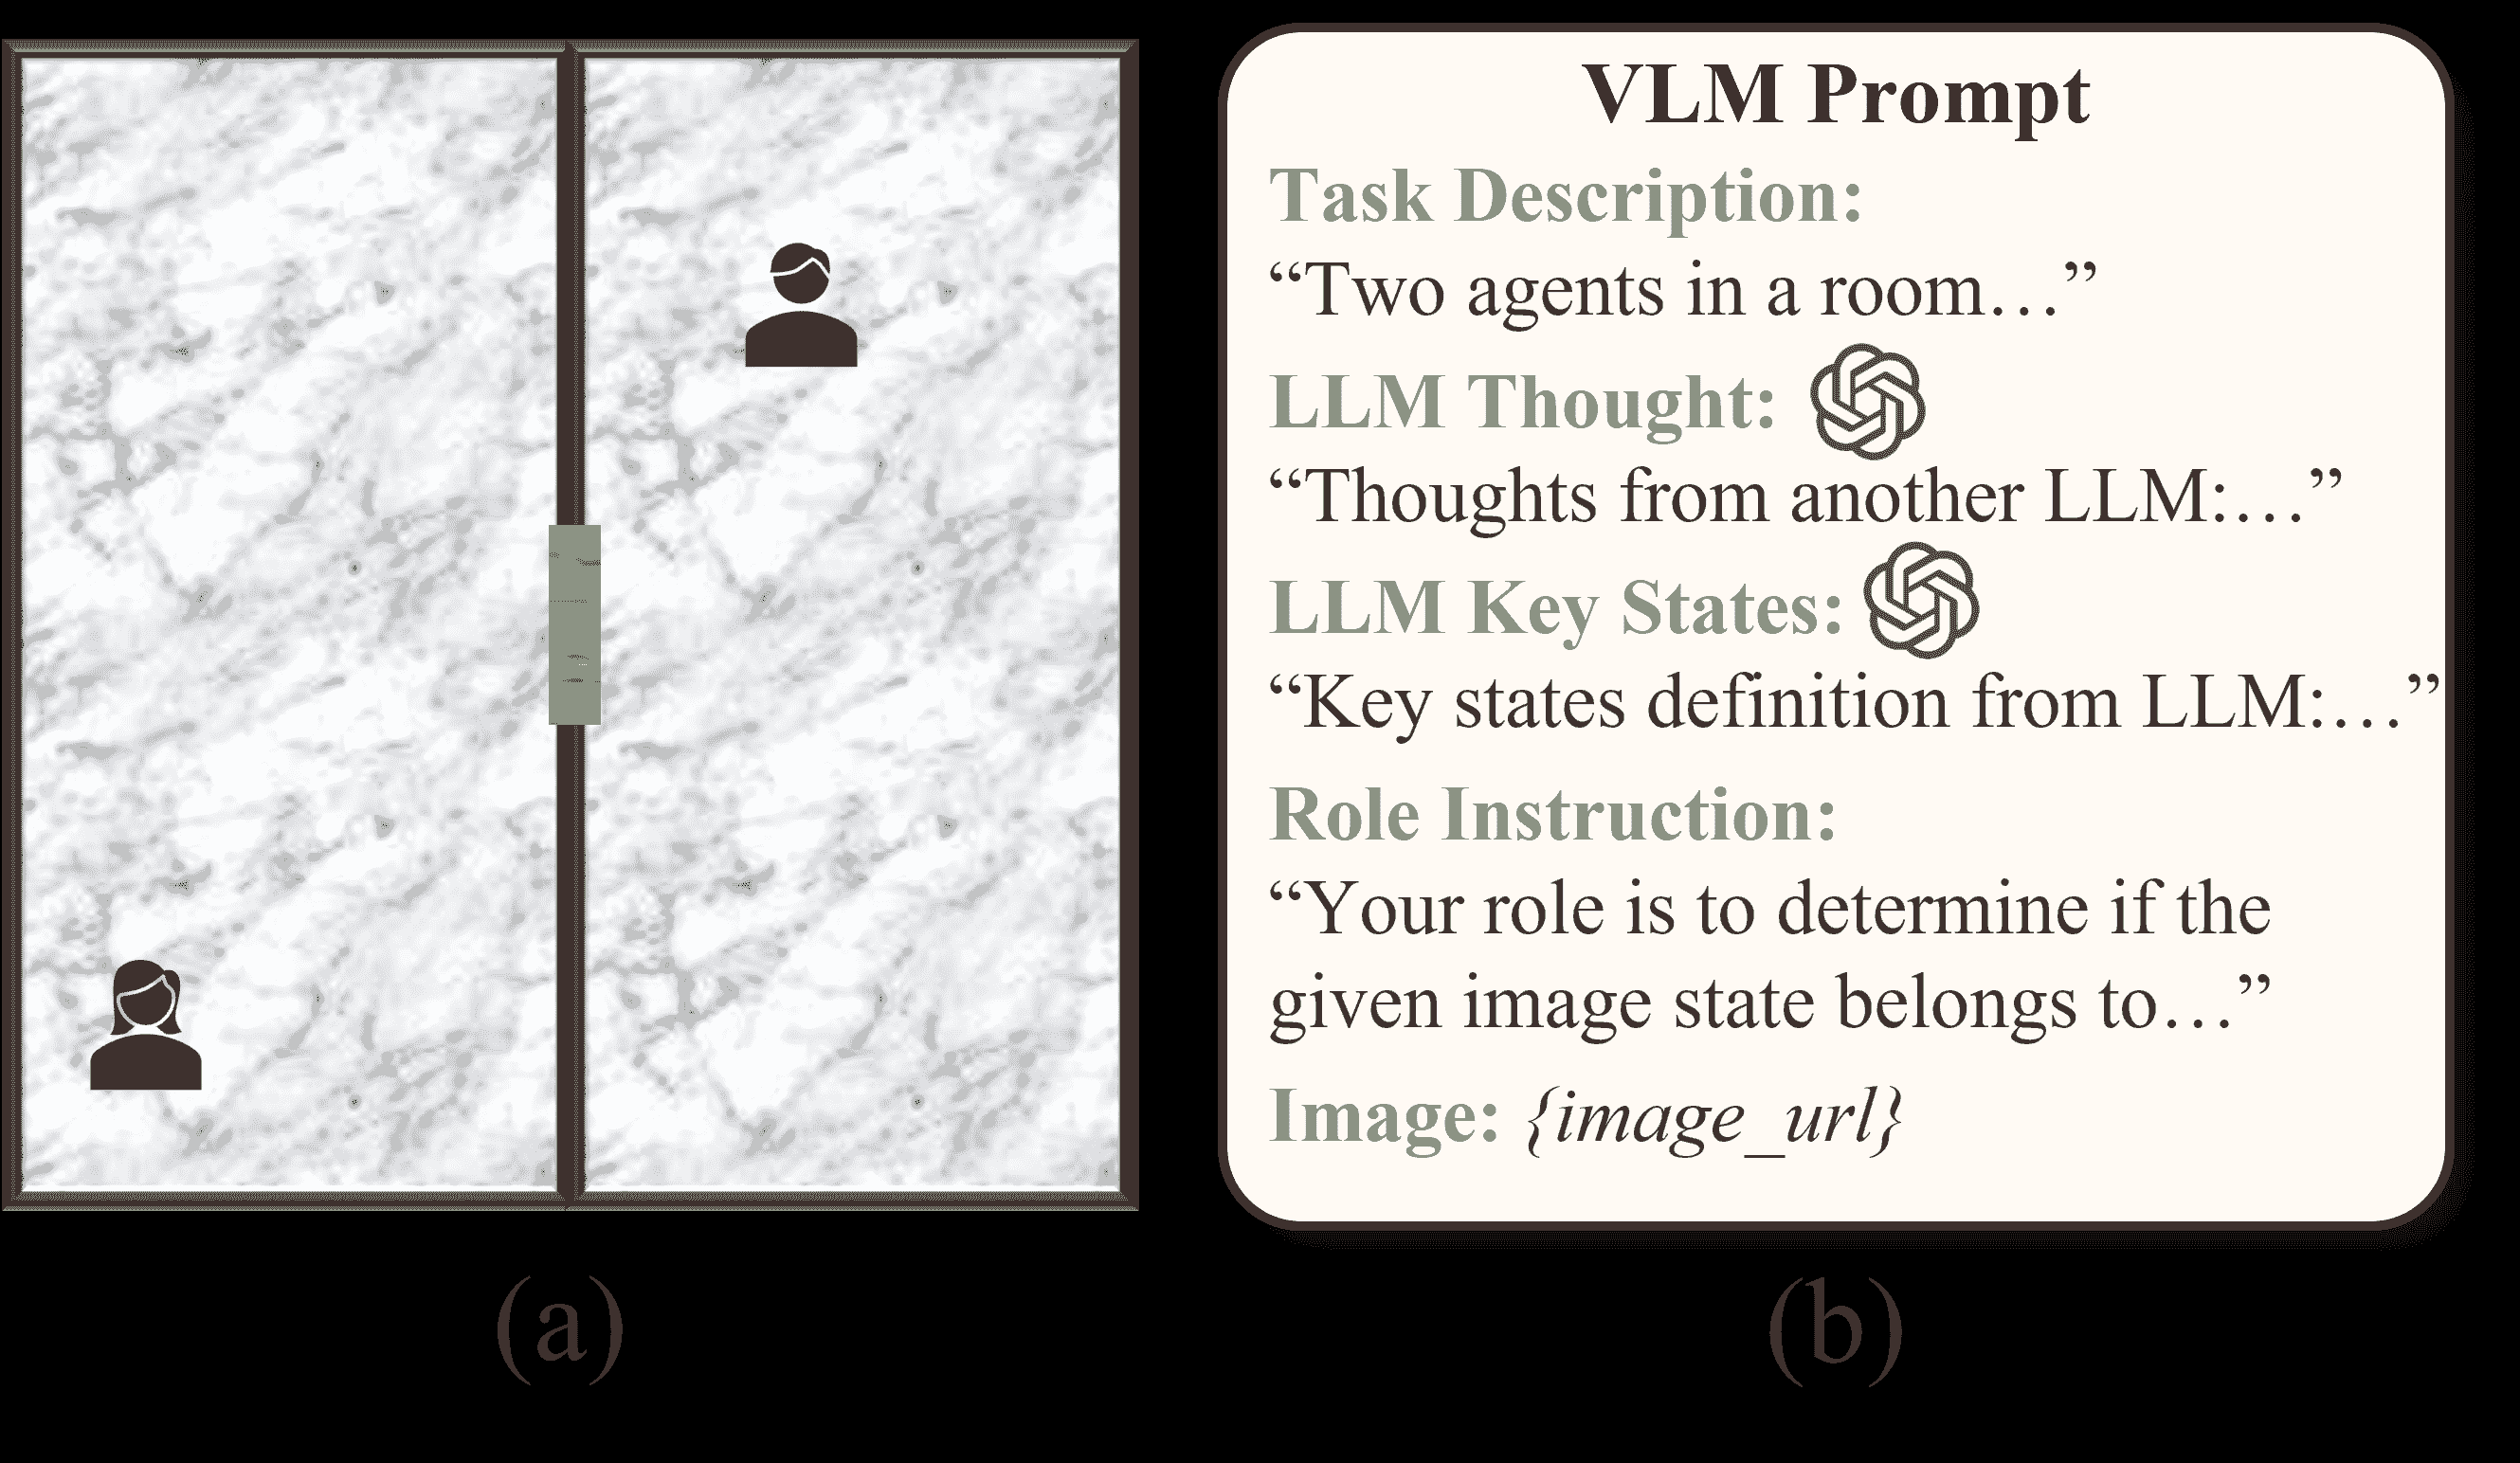 VLM Prompt
Task Description:
“Two agents in a room…”
LLM Thought:
“Thoughts from another LLM:…”
LLM Key States:
“Key states definition from LLM:…”
Role Instruction:
“Your role is to determine if the
given image state belongs to…”
Image: {image_url}
(a)
(b)